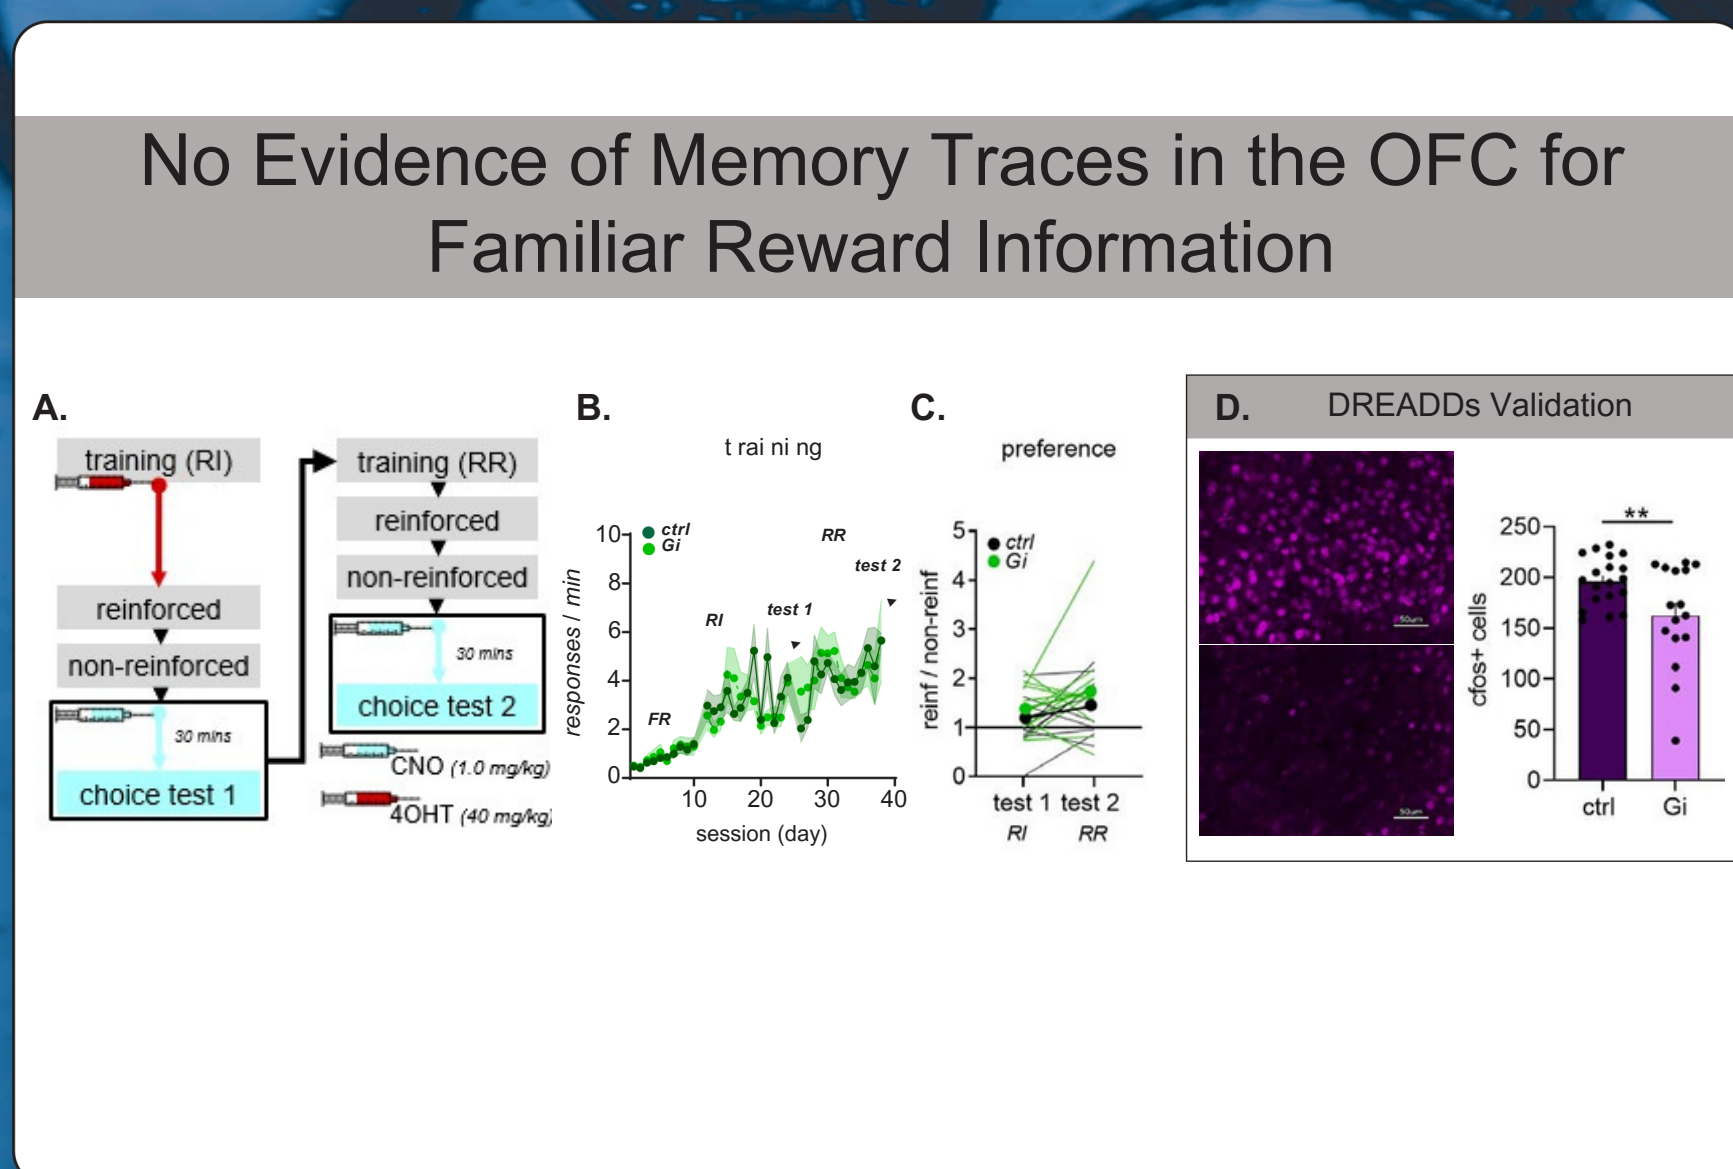 No Evidence of Memory Traces in the OFC for
Familiar Reward Information
A.
training (RI)
reinforced
non-reinforced
30 mins
choice test 1
training (RR)
reinforced
non-reinforced
30 mins
choice test 2
CNO (1.0 mg/kg)
4OHT (40 mg/kg)
B.
t rai ni ng
responses / min
10
8
6
4
2
0
ctrl
Gi
FR
RI
test 1
RR
test 2
10 20 30 40
session (day)
C.
preference
reinf / non-reinf
5
4
3
2
1
0
ctrl
Gi
test 1 test 2
RI RR
D. DREADDs Validation
50um
50um
cfos+ cells
250
200
150
100
50
0
**
ctrl Gi